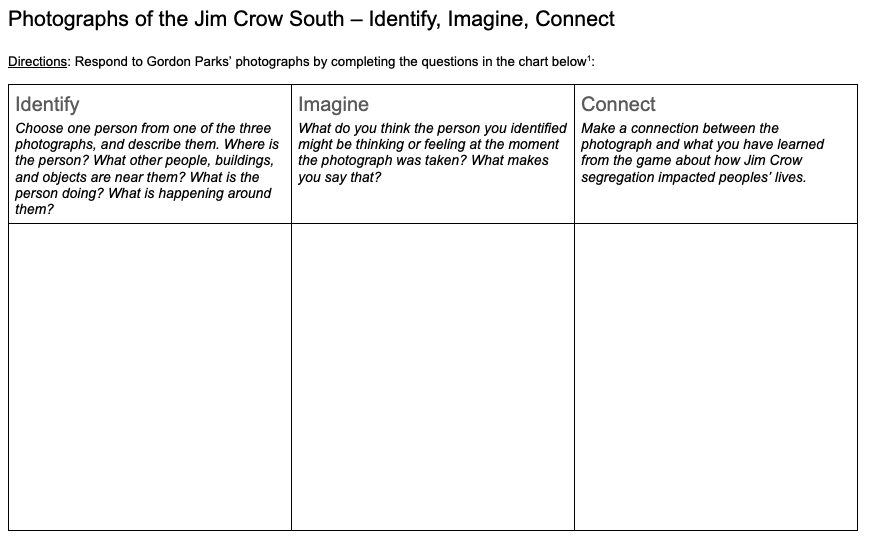 Photographs of the Jim Crow South – Identify, Imagine, Connect
Directions: Respond to Gordon Parks' photographs by completing the questions in the chart below¹:
Identify
Choose one person from one of the three
photographs, and describe them. Where is
the person? What other people, buildings,
and objects are near them? What is the
person doing? What is happening around
them?
Imagine
What do you think the person you identified
might be thinking or feeling at the moment
the photograph was taken? What makes
you say that?
Connect
Make a connection between the
photograph and what you have learned
from the game about how Jim Crow
segregation impacted peoples' lives.